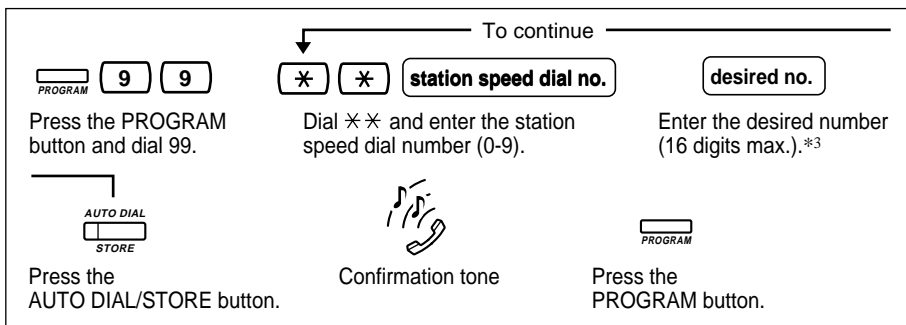 To continue
PROGRAM 9 9 ✳ ✳ station speed dial no. desired no.
Press the PROGRAM
button and dial 99.
Dial ✳✳ and enter the station
speed dial number (0-9).
Enter the desired number
(16 digits max.).*3
AUTO DIAL
STORE
PROGRAM
Press the
AUTO DIAL/STORE button.
Confirmation tone
Press the
PROGRAM button.